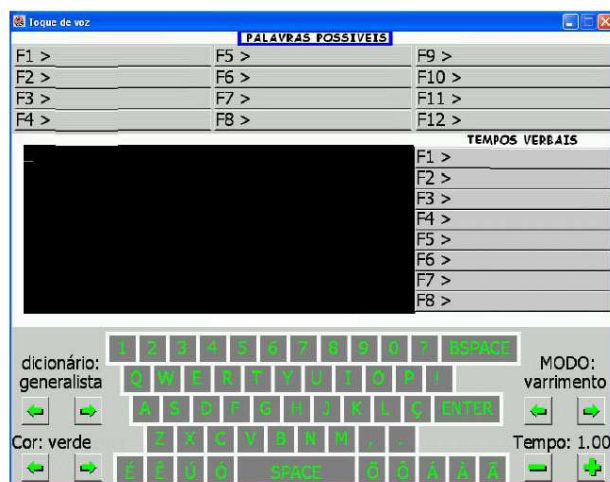 Toque de voz
PALAVRAS POSSIVEIS
F1 > F5 > F9 >
F2 > F6 > F10 >
F3 > F7 > F11 >
F4 > F8 > F12 >
TEMPOS VERBAIS
F1 >
F2 >
F3 >
F4 >
F5 >
F6 >
F7 >
F8 >
dicionário:
generalista
Cor: verde
1 2 3 4 5 6 7 8 9 0 ? BSPACE
Q W E R T Y U I O P !
A S D F G H J K L Ç ENTER
Z X C V B N M , .
É Ê Ú Ó SPACE Õ Ô Á À Ã
MODO:
varrimento
Tempo: 1.00